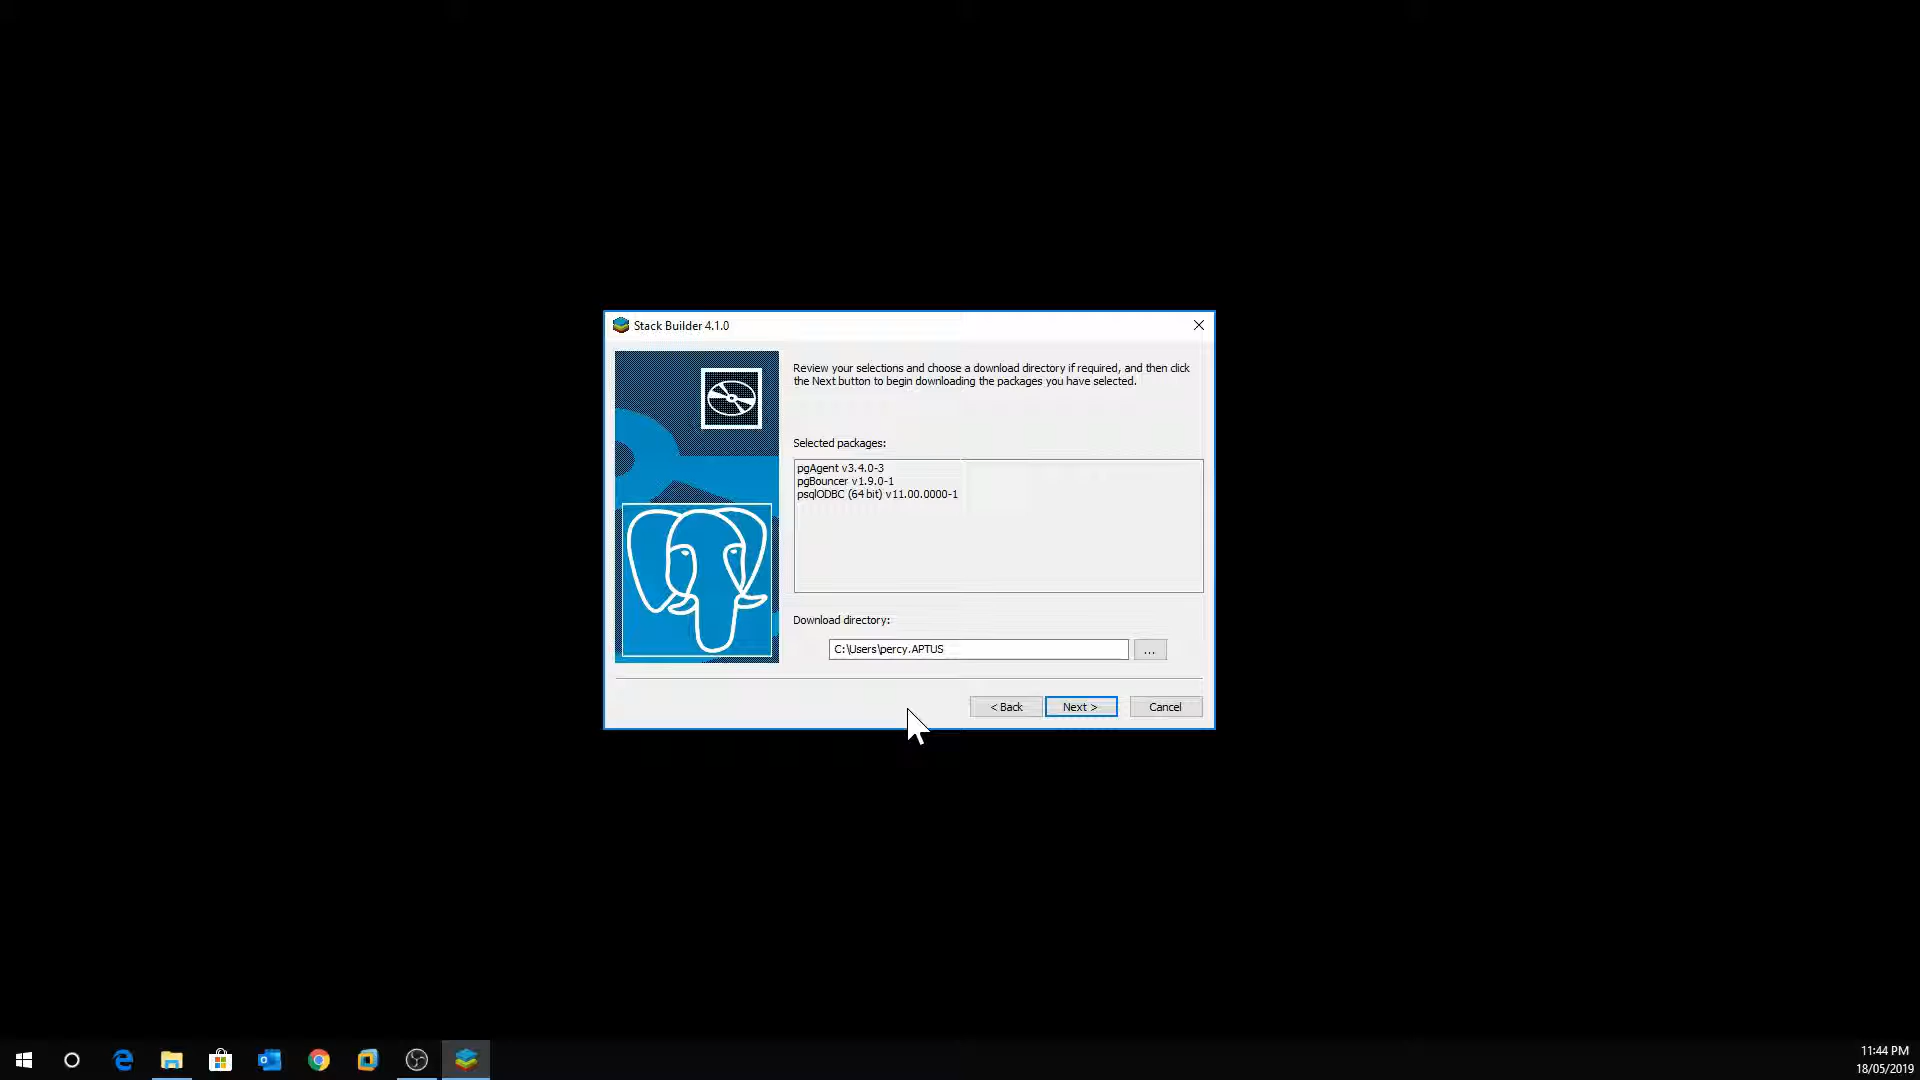 Stack Builder 4.1.0
Review your selections and choose a download directory if required, and then click
the Next button to begin downloading the packages you have selected.
Selected packages:
pgAgent v3.4.0-3
pgBouncer v1.9.0-1
psqlODBC (64 bit) v11.00.0000-1
Download directory:
C:\Users\percy.APTUS
...
< Back
Next >
Cancel
11:44 PM
18/05/2019